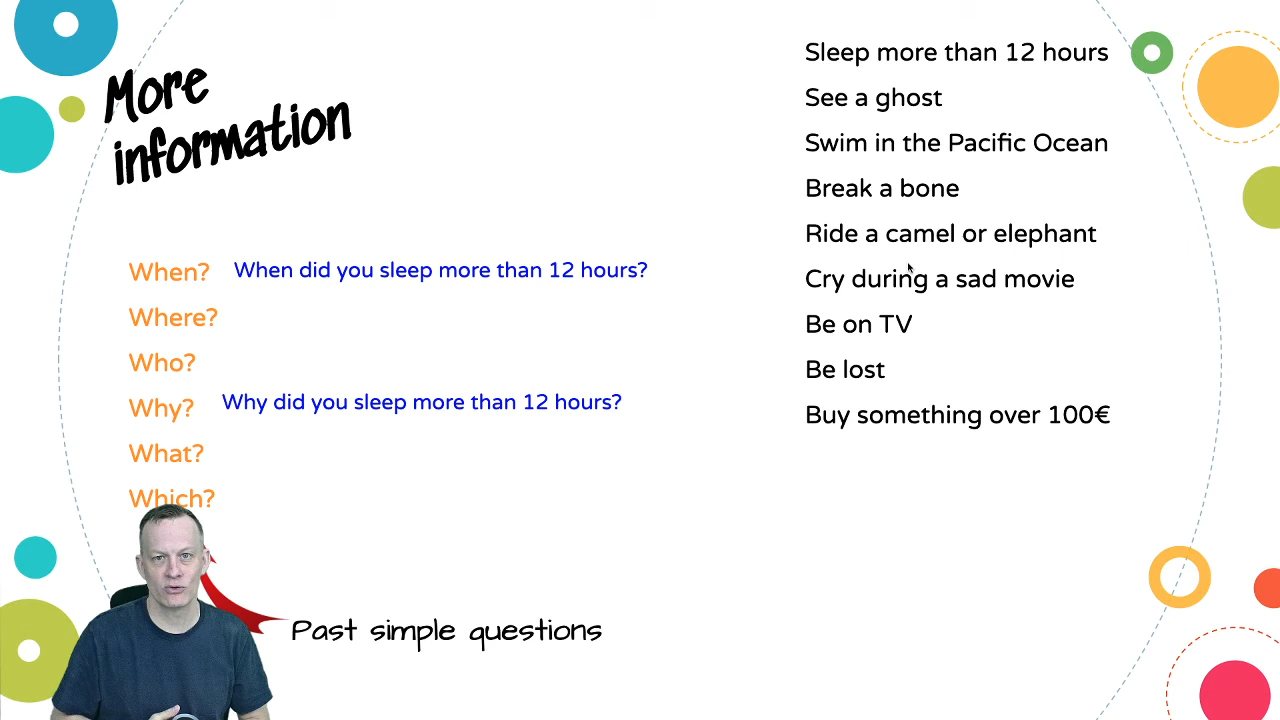 More
information
When? When did you sleep more than 12 hours?
Where?
Who?
Why? Why did you sleep more than 12 hours?
What?
Which?
Past simple questions
Sleep more than 12 hours
See a ghost
Swim in the Pacific Ocean
Break a bone
Ride a camel or elephant
Cry during a sad movie
Be on TV
Be lost
Buy something over 100€